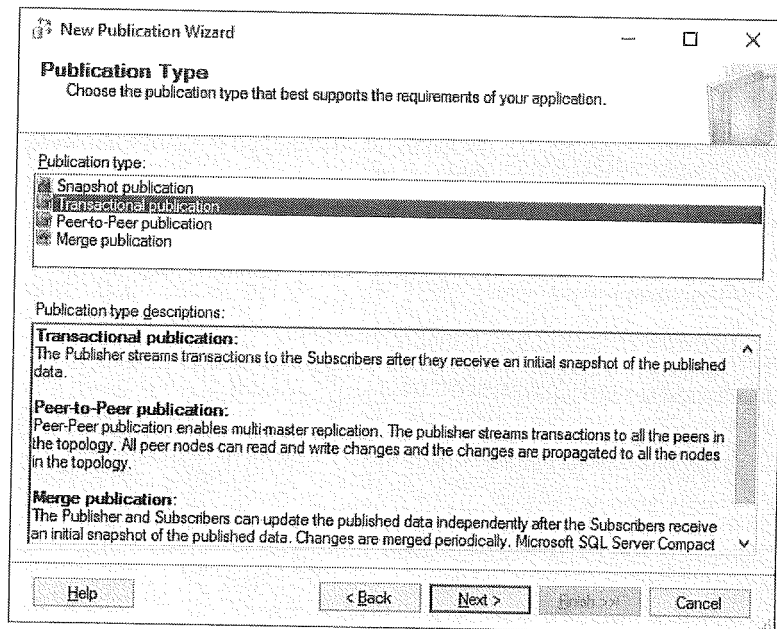 New Publication Wizard
Publication Type
Choose the publication type that best supports the requirements of your application.
Publication type:
Snapshot publication
Transactional publication
Peer-to-Peer publication
Merge publication
Publication type descriptions:
Transactional publication:
The Publisher streams transactions to the Subscribers after they receive an initial snapshot of the published
data.
Peer-to-Peer publication:
Peer-Peer publication enables multi-master replication. The publisher streams transactions to all the peers in
the topology. All peer nodes can read and write changes and the changes are propagated to all the nodes
in the topology.
Merge publication:
The Publisher and Subscribers can update the published data independently after the Subscribers receive
an initial snapshot of the published data. Changes are merged periodically. Microsoft SQL Server Compact
Help
< Back
Next >
Finish >>|
Cancel